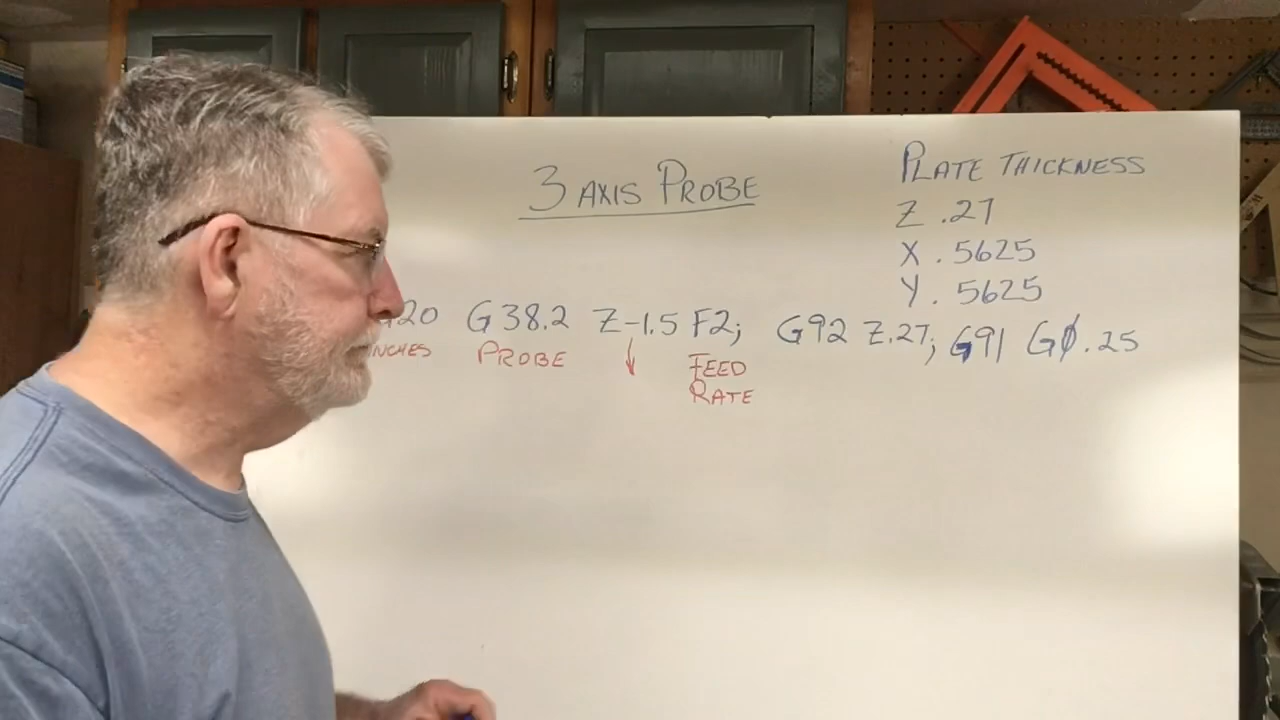 3 AXIS PROBE
PLATE THICKNESS
Z .27
X .5625
Y .5625
G20 G38.2 Z-1.5 F2; G92 Z.27; G91 G0.25
INCHES PROBE FEED
RATE